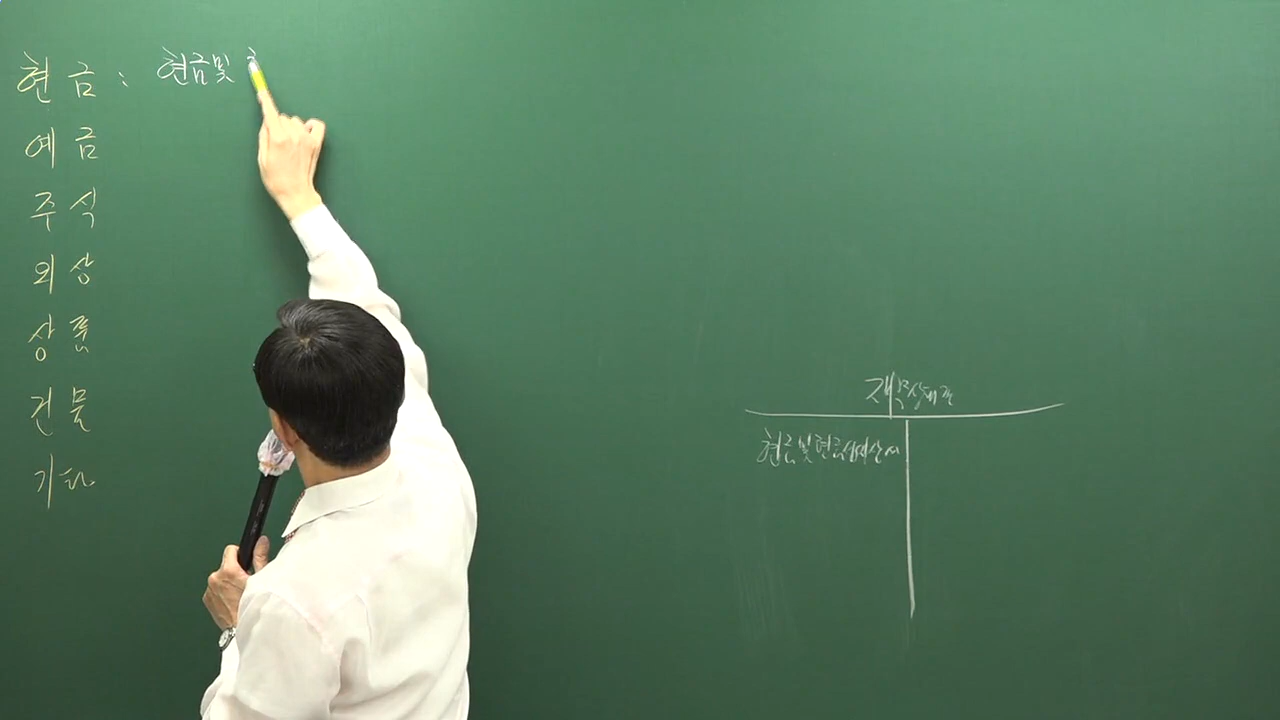 현금 : 현금및
예금
주식
외상
상품
건물
기타
재무상태표
현금및현금성자산